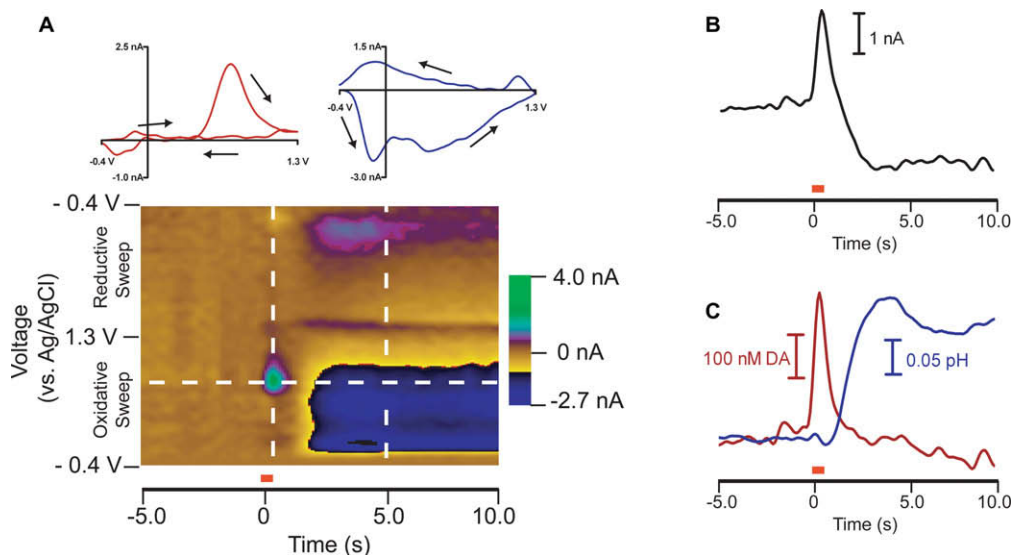 A
2.5 nA
-0.4 V
1.3 V
-1.0 nA
1.5 nA
-0.4 V
1.3 V
-3.0 nA
- 0.4 V
1.3 V
- 0.4 V
Voltage
(vs. Ag/AgCl)
Reductive
Sweep
Oxidative
Sweep
4.0 nA
0 nA
-2.7 nA
-5.0
0
5.0
10.0
Time (s)
B
1 nA
-5.0
0
5.0
10.0
Time (s)
C
100 nM DA
0.05 pH
-5.0
0
5.0
10.0
Time (s)